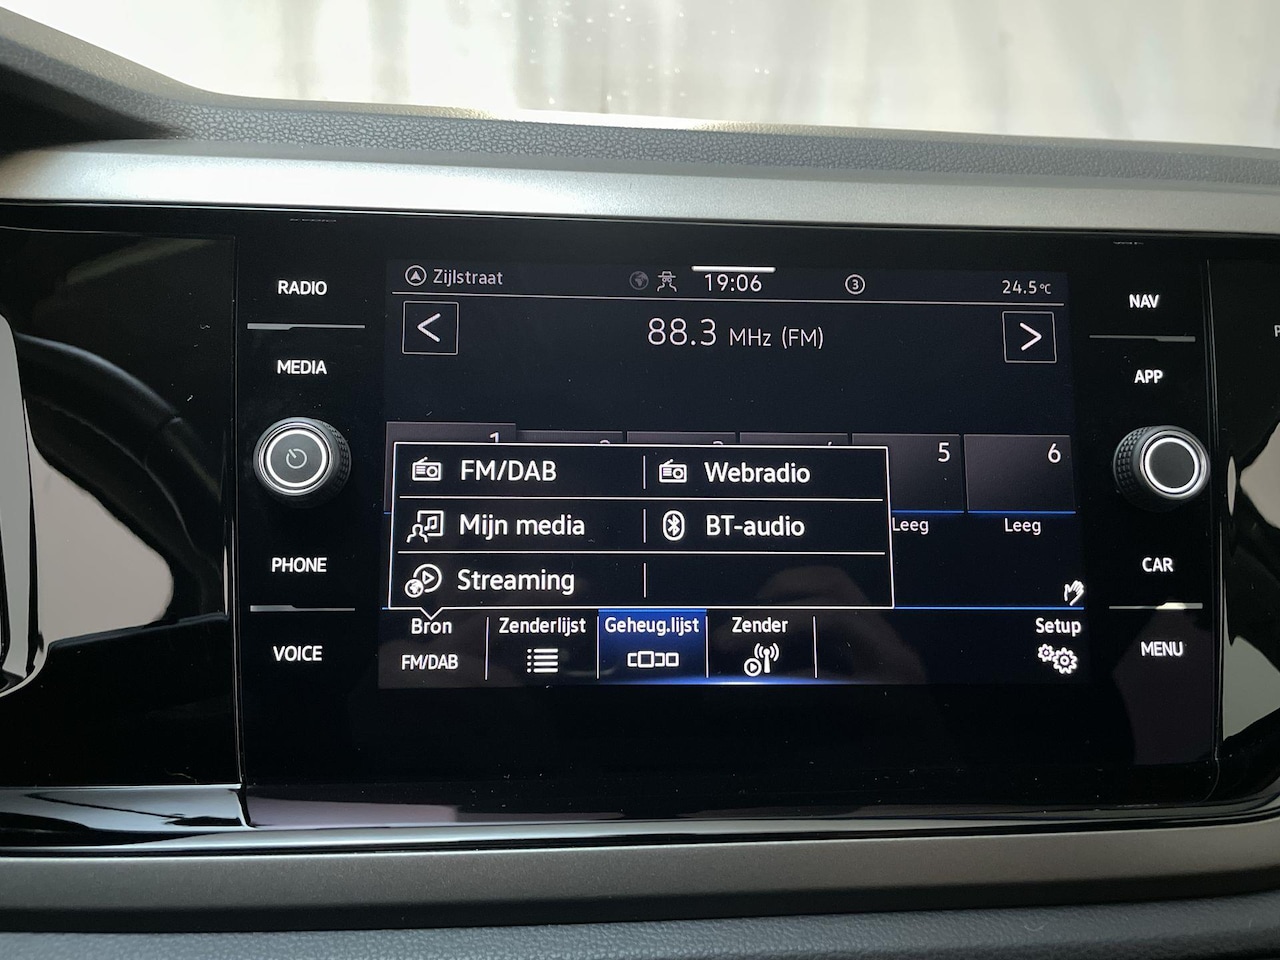 RADIO
MEDIA
PHONE
VOICE
Zijlstraat
19:06
3
24.5°C
<
88.3 MHz (FM)
>
1
5
6
FM/DAB
Webradio
Mijn media
BT-audio
Streaming
Leeg
Leeg
Bron
FM/DAB
Zenderlijst
Geheug.lijst
Zender
Setup
NAV
APP
CAR
MENU